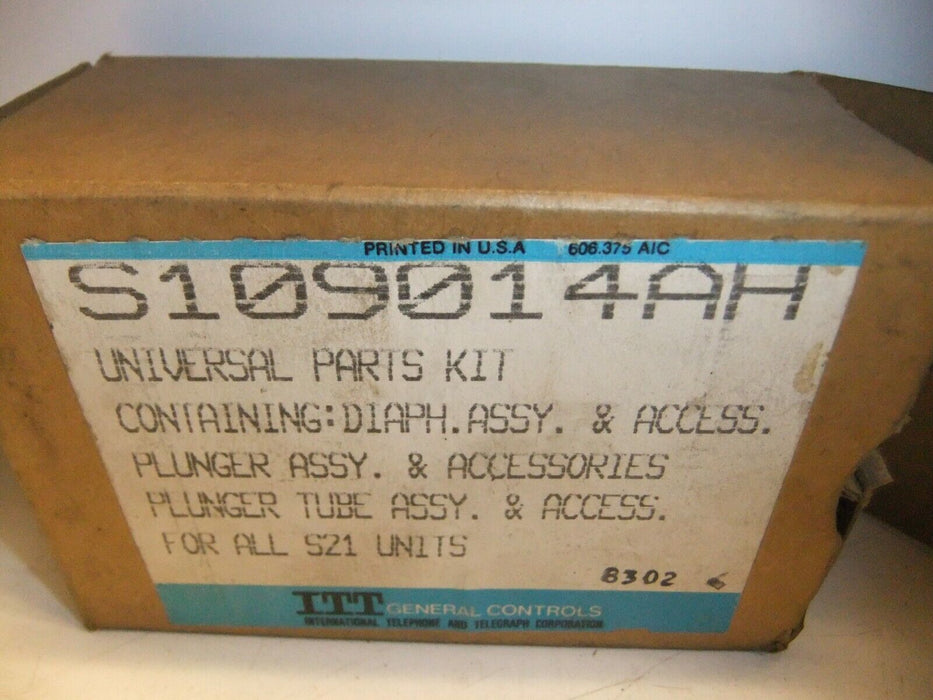 PRINTED IN U.S.A 606.375 AIC
S109014AH
UNIVERSAL PARTS KIT
CONTAINING:DIAPH.ASSY. & ACCESS.
PLUNGER ASSY. & ACCESSORIES
PLUNGER TUBE ASSY. & ACCESS.
FOR ALL S21 UNITS
8302
ITT GENERAL CONTROLS
INTERNATIONAL TELEPHONE AND TELEGRAPH CORPORATION